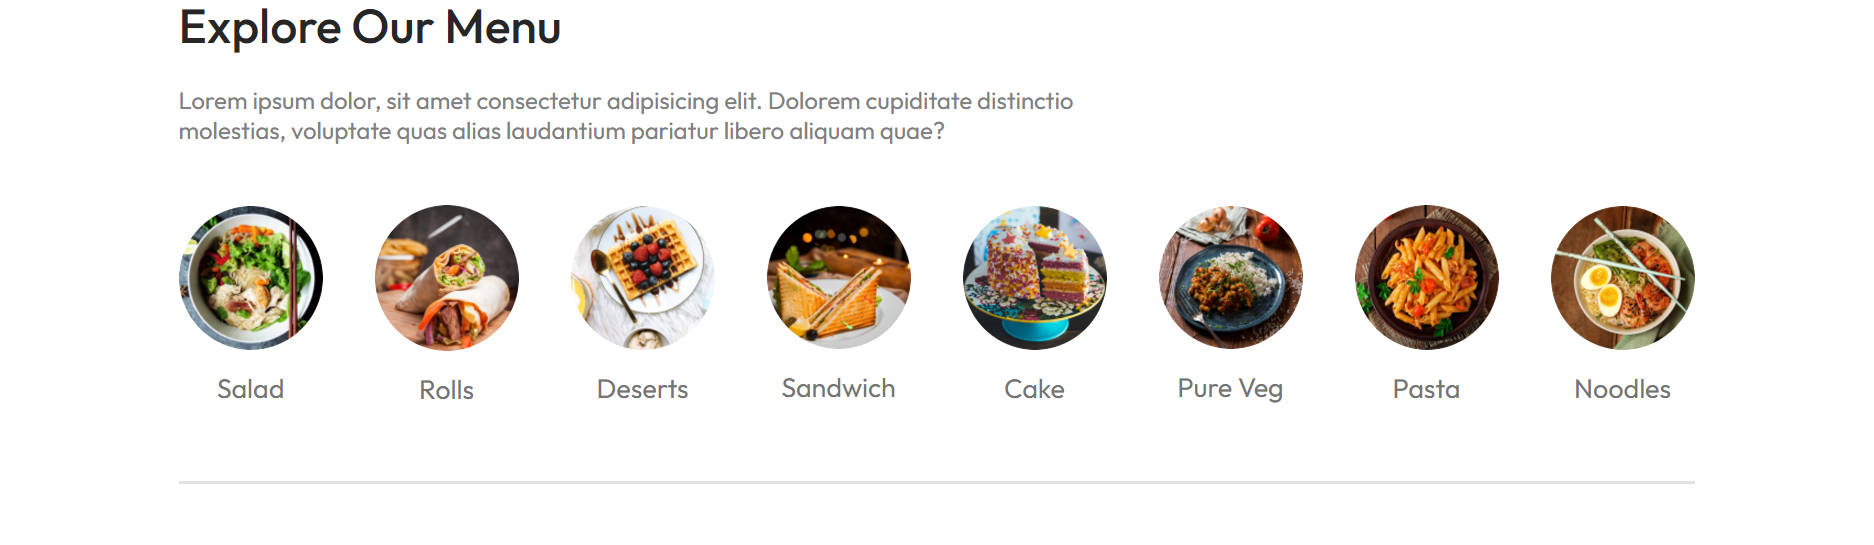 Explore Our Menu
Lorem ipsum dolor, sit amet consectetur adipisicing elit. Dolorem cupiditate distinctio
molestias, voluptate quas alias laudantium pariatur libero aliquam quae?
Salad
Rolls
Deserts
Sandwich
Cake
Pure Veg
Pasta
Noodles